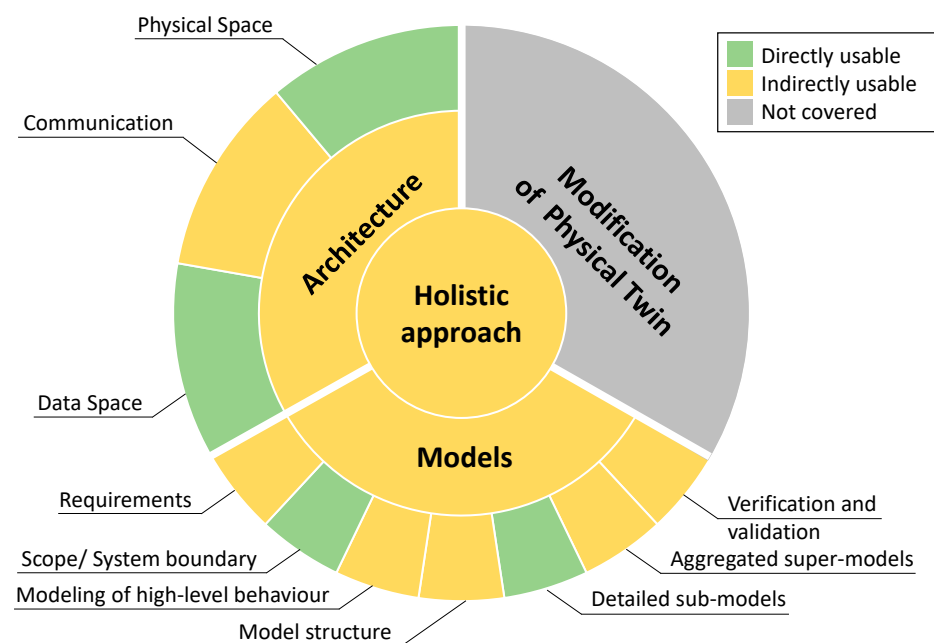 Physical Space
Communication
Data Space
Requirements
Scope/ System boundary
Modeling of high-level behaviour
Model structure
Detailed sub-models
Aggregated super-models
Verification and
validation
Architecture
Holistic
approach
Models
Modification
of Physical Twin
Directly usable
Indirectly usable
Not covered